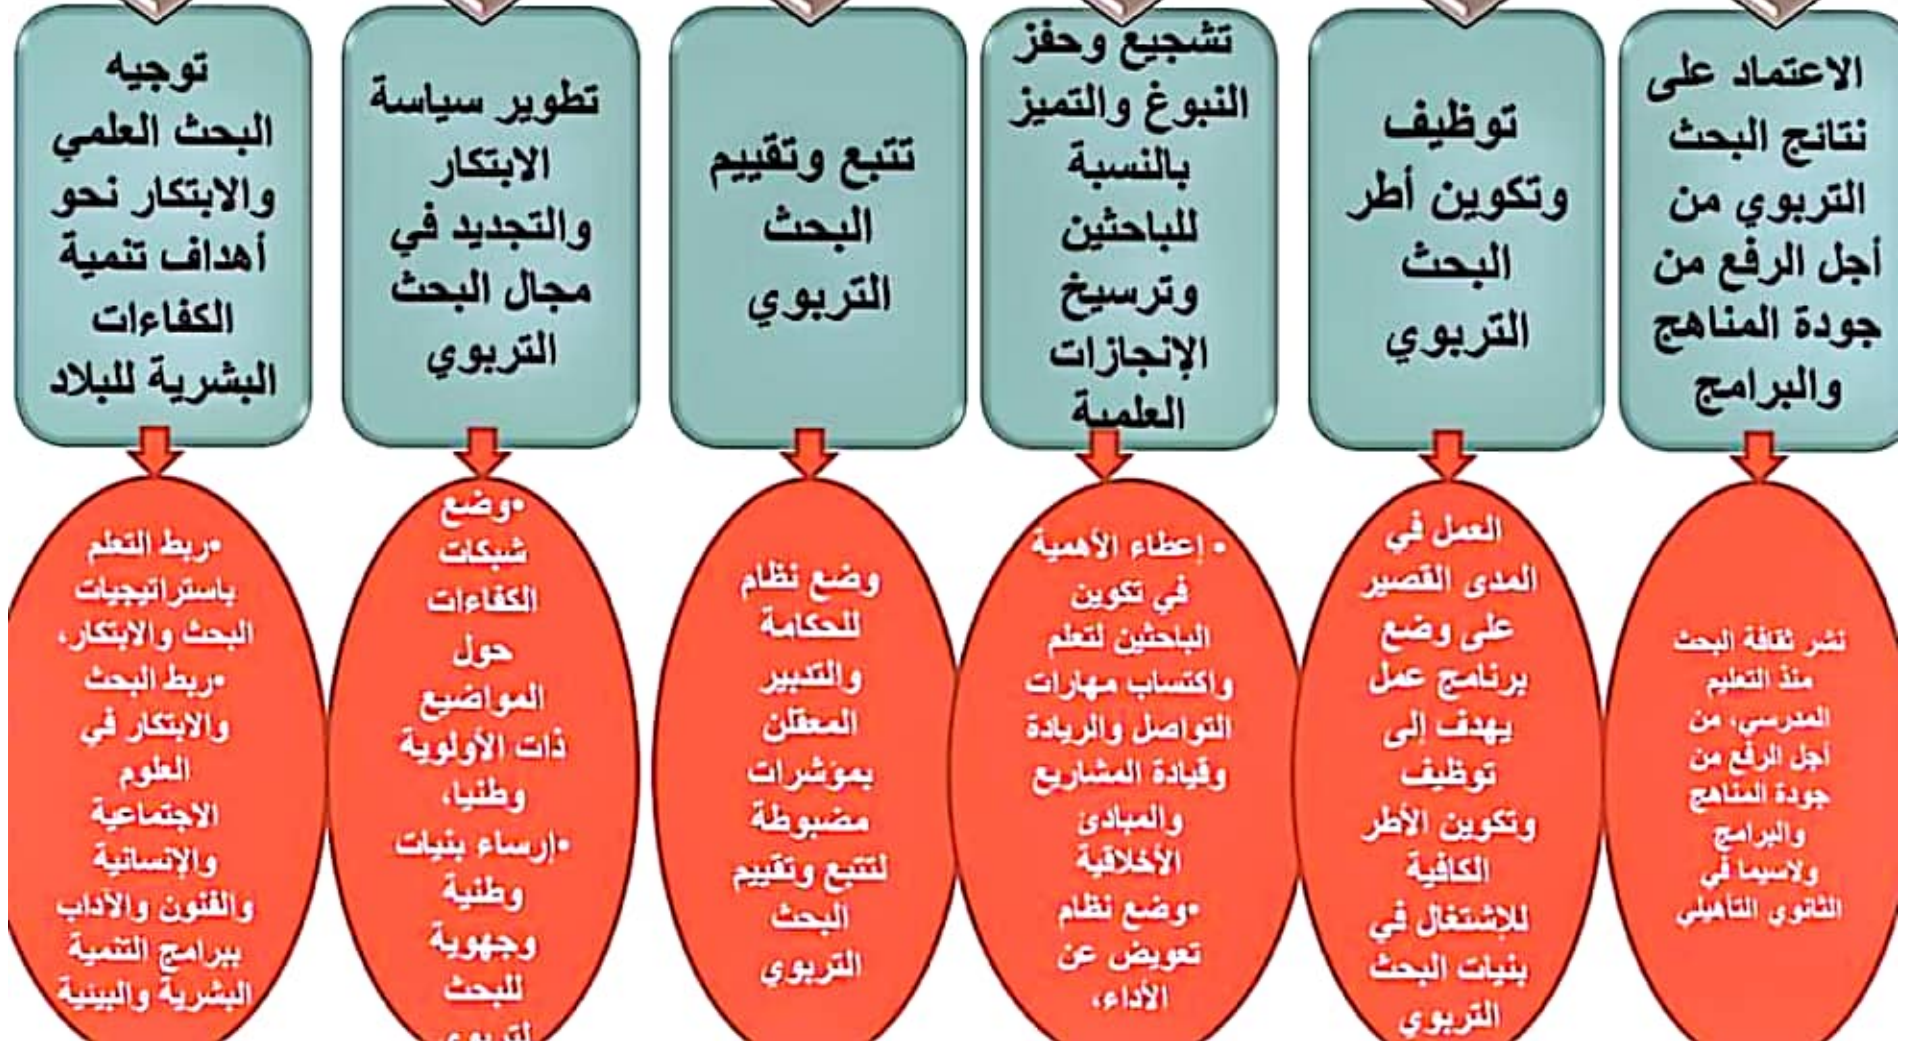 الاعتماد على
نتائج البحث
التربوي من
أجل الرفع من
جودة المناهج
والبرامج
توظيف
وتكوين أطر
البحث
التربوي
تشجيع وحفز
النبوغ والتميز
بالنسبة
للباحثين
وترسيخ
الإنجازات
العلمية
تتبع وتقييم
البحث
التربوي
تطوير سياسة
الابتكار
والتجديد في
مجال البحث
التربوي
توجيه
البحث العلمي
والابتكار نحو
أهداف تنمية
الكفاءات
البشرية للبلاد
نشر ثقافة البحث
منذ التعليم
المدرسي، من
أجل الرفع من
جودة المناهج
والبرامج
ولاسيما في
الثانوي التأهيلي
العمل في
المدى القصير
على وضع
برنامج عمل
يهدف إلى
توظيف
وتكوين الأطر
الكافية
للاشتغال في
بنيات البحث
التربوي
• إعطاء الأهمية
في تكوين
الباحثين لتعلم
واكتساب مهارات
التواصل والريادة
وقيادة المشاريع
والمبادئ
الأخلاقية
•وضع نظام
تعويض عن
الأداء،
وضع نظام
للحكامة
والتدبير
المعقلن
بمؤشرات
مضبوطة
لتتبع وتقييم
البحث
التربوي
•وضع
شبكات
الكفاءات
حول
المواضيع
ذات الأولوية
وطنيا،
•إرساء بنيات
وطنية
وجهوية
للبحث
لتربوي
•ربط التعلم
باستراتيجيات
البحث والابتكار،
•ربط البحث
والابتكار في
العلوم
الاجتماعية
والإنسانية
والفنون والآداب
ببرامج التنمية
البشرية والبيئية